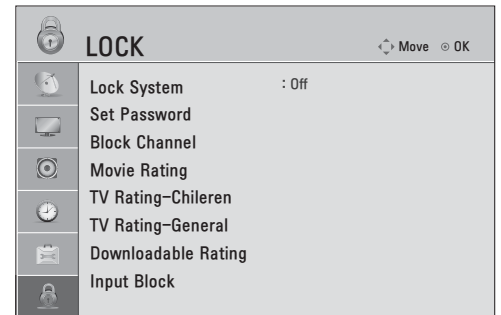 LOCK
Move OK
Lock System : Off
Set Password
Block Channel
Movie Rating
TV Rating-Chileren
TV Rating-General
Downloadable Rating
Input Block